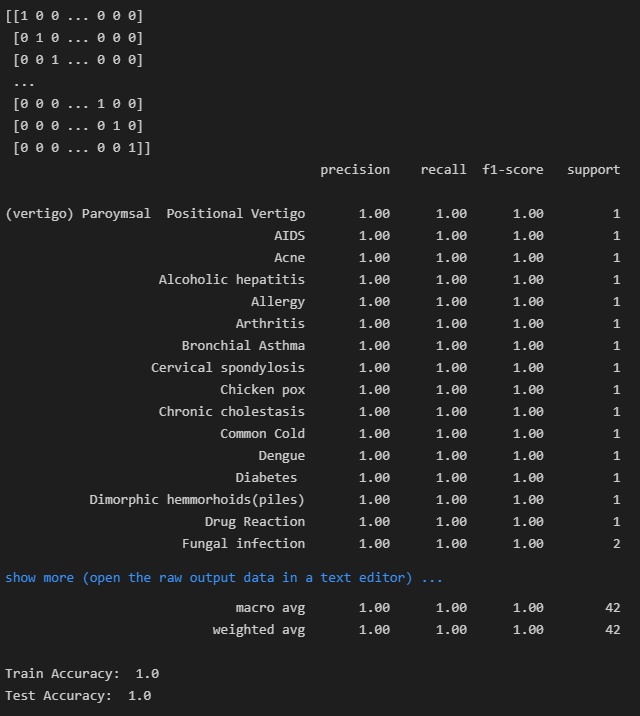 [[1 0 0 ... 0 0 0]
[0 1 0 ... 0 0 0]
[0 0 1 ... 0 0 0]
...
[0 0 0 ... 1 0 0]
[0 0 0 ... 0 1 0]
[0 0 0 ... 0 0 1]]
precision recall f1-score support
(vertigo) Paroymsal  Positional Vertigo 1.00 1.00 1.00 1
AIDS 1.00 1.00 1.00 1
Acne 1.00 1.00 1.00 1
Alcoholic hepatitis 1.00 1.00 1.00 1
Allergy 1.00 1.00 1.00 1
Arthritis 1.00 1.00 1.00 1
Bronchial Asthma 1.00 1.00 1.00 1
Cervical spondylosis 1.00 1.00 1.00 1
Chicken pox 1.00 1.00 1.00 1
Chronic cholestasis 1.00 1.00 1.00 1
Common Cold 1.00 1.00 1.00 1
Dengue 1.00 1.00 1.00 1
Diabetes 1.00 1.00 1.00 1
Dimorphic hemmorhoids(piles) 1.00 1.00 1.00 1
Drug Reaction 1.00 1.00 1.00 1
Fungal infection 1.00 1.00 1.00 2
show more (open the raw output data in a text editor) ...
macro avg 1.00 1.00 1.00 42
weighted avg 1.00 1.00 1.00 42
Train Accuracy:  1.0
Test Accuracy:  1.0